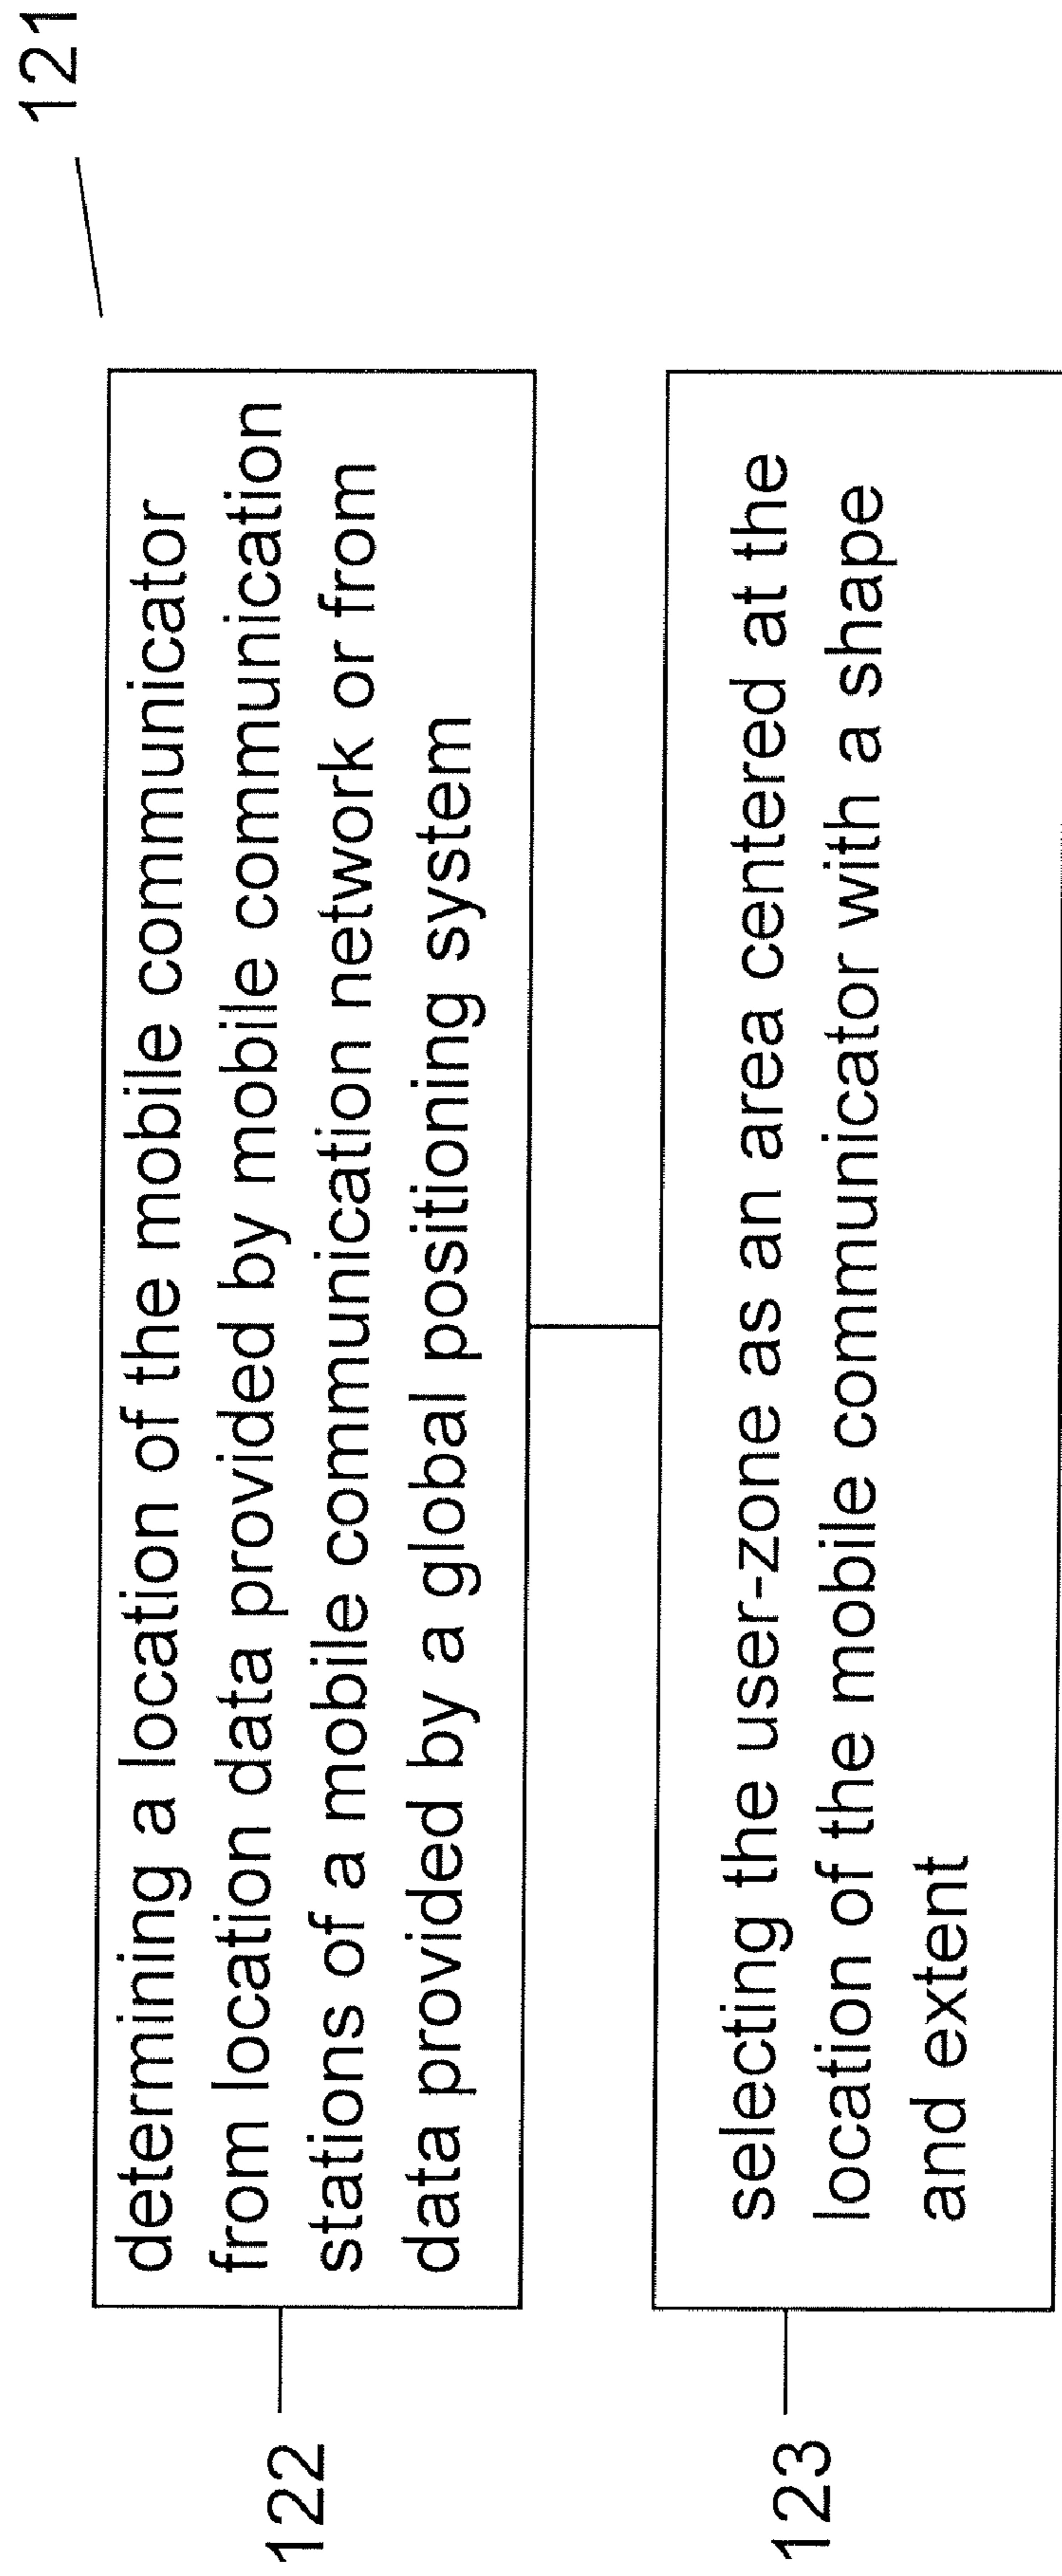 121
122
determining a location of the mobile communicator
from location data provided by mobile communication
stations of a mobile communication network or from
data provided by a global positioning system
123
selecting the user-zone as an area centered at the
location of the mobile communicator with a shape
and extent